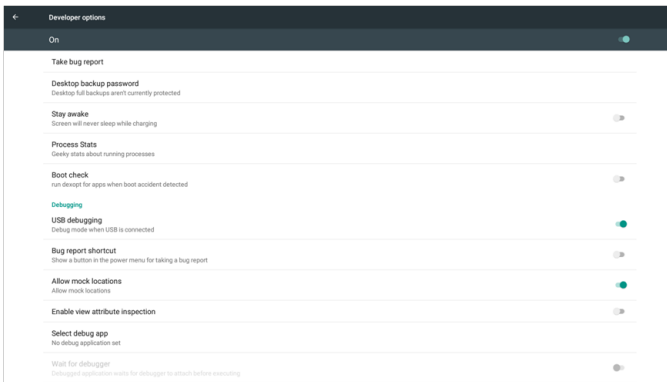 Developer options
On
Take bug report
Desktop backup password
Desktop full backups aren't currently protected
Stay awake
Screen will never sleep while charging
Process Stats
Geeky stats about running processes
Boot check
run dexopt for apps when boot accident detected
Debugging
USB debugging
Debug mode when USB is connected
Bug report shortcut
Show a button in the power menu for taking a bug report
Allow mock locations
Allow mock locations
Enable view attribute inspection
Select debug app
No debug application set
Wait for debugger
Debugged application waits for debugger to attach before executing